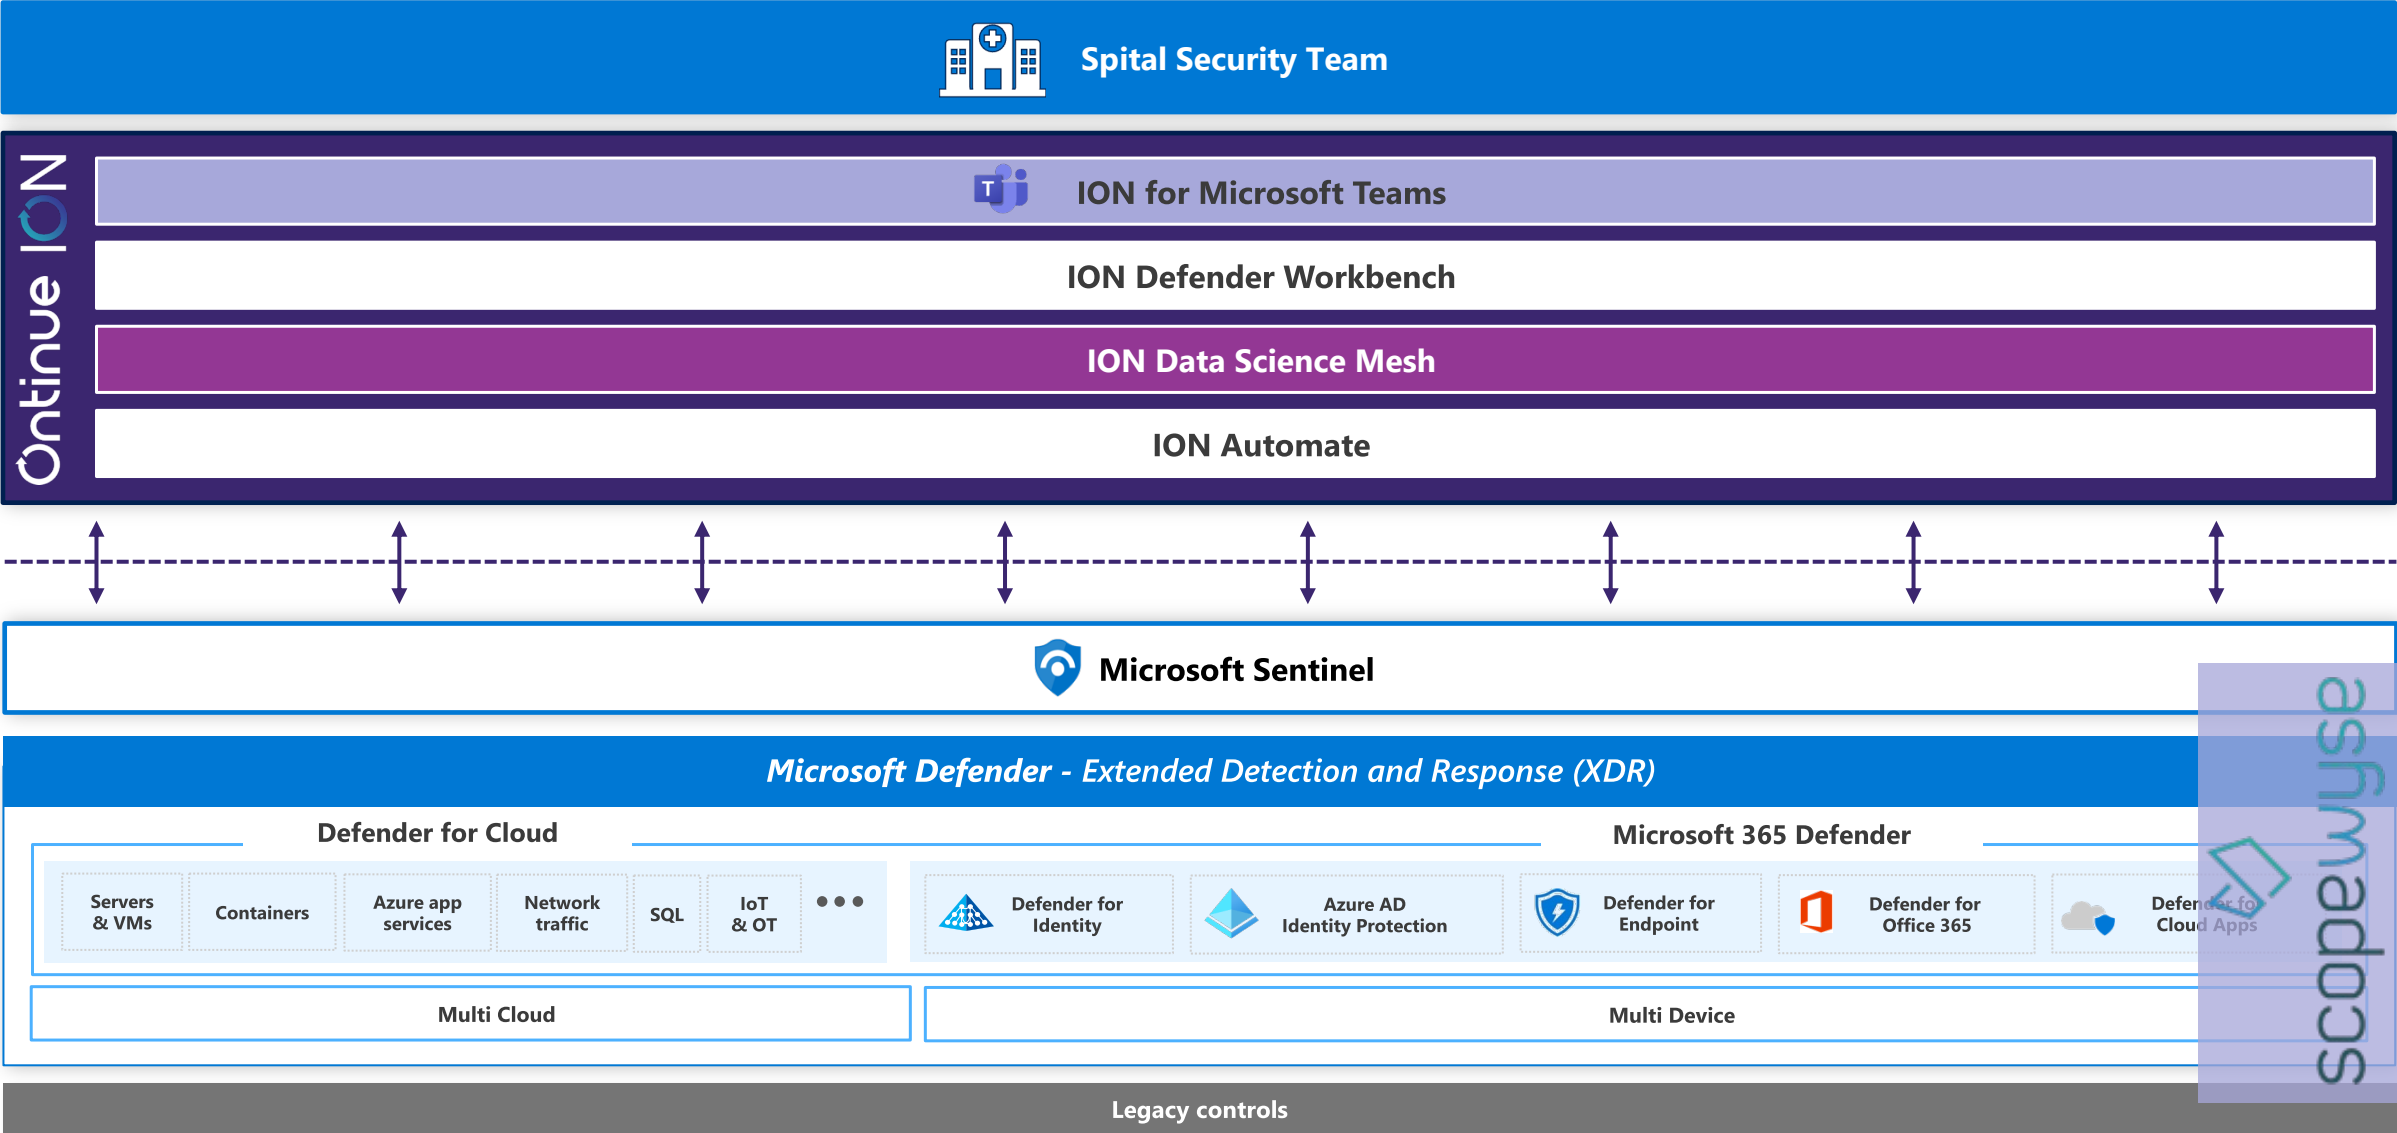 Spital Security Team
Ontinue ION
ION for Microsoft Teams
ION Defender Workbench
ION Data Science Mesh
ION Automate
Microsoft Sentinel
Microsoft Defender - Extended Detection and Response (XDR)
Defender for Cloud
Microsoft 365 Defender
Servers
& VMs
Containers
Azure app
services
Network
traffic
SQL
IoT
& OT
•••
Defender for
Identity
Azure AD
Identity Protection
Defender for
Endpoint
Defender for
Office 365
Defender for
Cloud Apps
Multi Cloud
Multi Device
scopewyse
Legacy controls